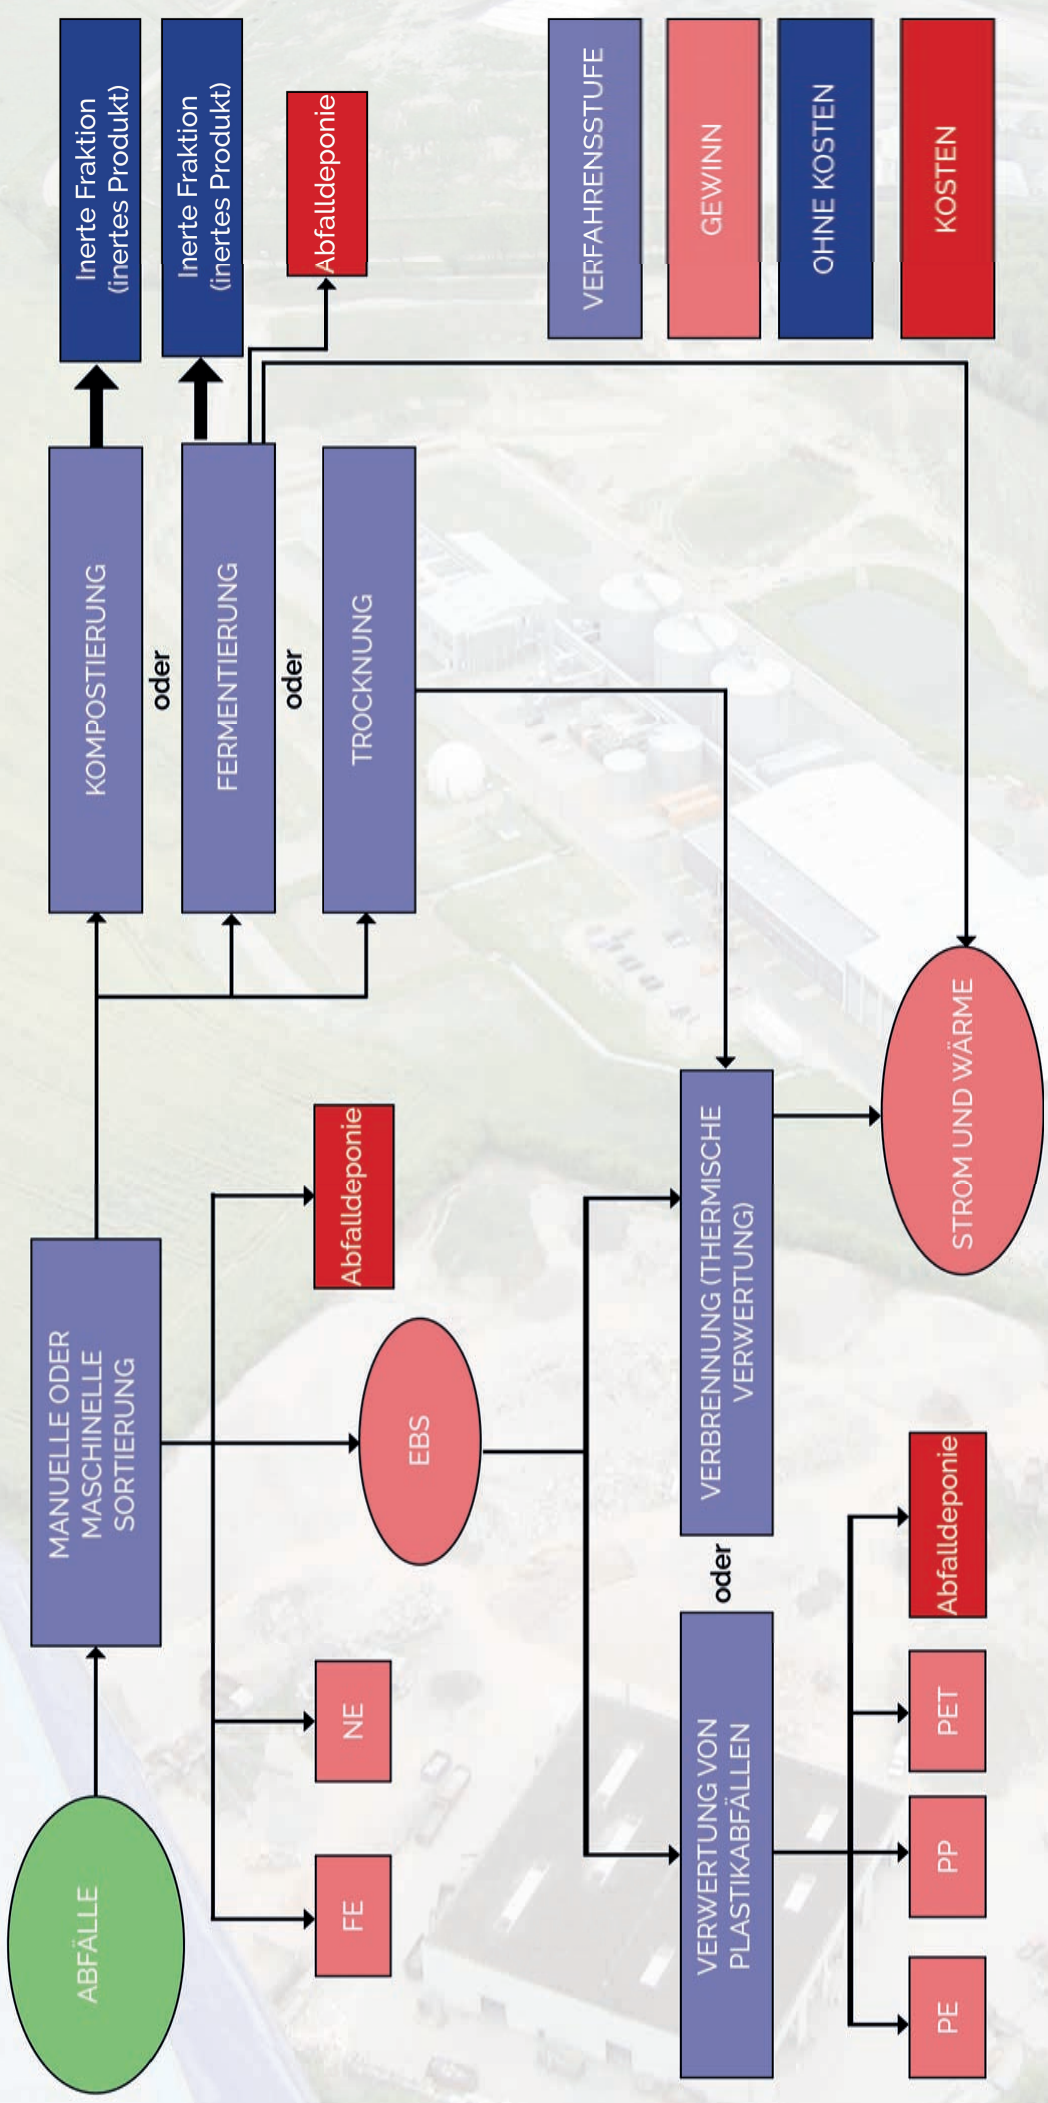 ABFÄLLE
MANUELLE ODER
MASCHINELLE
SORTIERUNG
KOMPOSTIERUNG
Inerte Fraktion
(inertes Produkt)
oder
FERMENTIERUNG
Inerte Fraktion
(inertes Produkt)
oder
TROCKNUNG
Abfalldeponie
FE
NE
Abfalldeponie
EBS
VERWERTUNG VON
PLASTIKABFÄLLEN
oder
VERBRENNUNG (THERMISCHE
VERWERTUNG)
PE
PP
PET
Abfalldeponie
STROM UND WÄRME
VERFAHRENSSTUFE
GEWINN
OHNE KOSTEN
KOSTEN